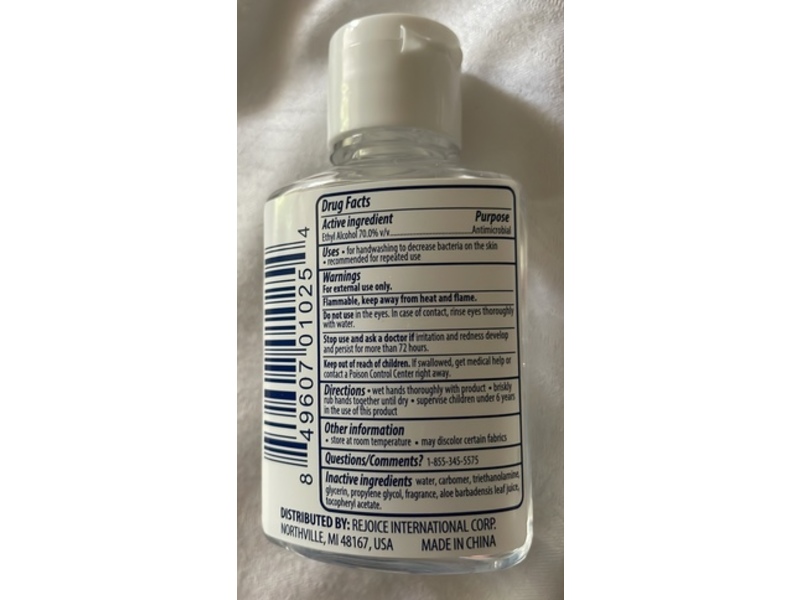 Drug Facts
Active ingredient Purpose
Ethyl Alcohol 70.0% v/v Antimicrobial
Uses • for handwashing to decrease bacteria on the skin
• recommended for repeated use
Warnings
For external use only.
Flammable, keep away from heat and flame.
Do not use in the eyes. In case of contact, rinse eyes thoroughly
with water.
Stop use and ask a doctor if irritation and redness develop
and persist for more than 72 hours.
Keep out of reach of children. If swallowed, get medical help or
contact a Poison Control Center right away.
Directions • wet hands thoroughly with product • briskly
rub hands together until dry • supervise children under 6 years
in the use of this product
Other information
• store at room temperature • may discolor certain fabrics
Questions/Comments? 1-855-345-5575
Inactive ingredients water, carbomer, triethanolamine,
glycerin, propylene glycol, fragrance, aloe barbadensis leaf juice,
tocopheryl acetate.
DISTRIBUTED BY: REJOICE INTERNATIONAL CORP.
NORTHVILLE, MI 48167, USA MADE IN CHINA
8 49607 01025 4